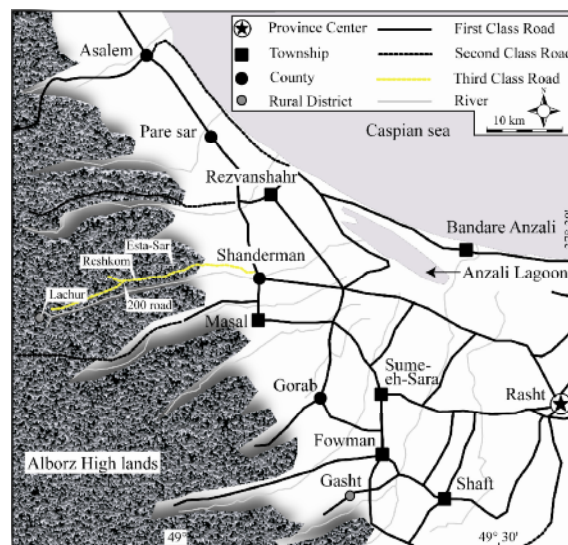 Province Center
Township
County
Rural District
First Class Road
Second Class Road
Third Class Road
River
N
10 km
Asalem
Caspian sea
Pare sar
Rezvanshahr
Bandare Anzali
Esta-Sar
Reshkom
Shanderman
Anzali Lagoon
Lachur
200 road
Masal
Sume-
eh-Sara
Gorab
Rasht
Fowman
Alborz High lands
Gasht
Shaft
49°
49° 30'